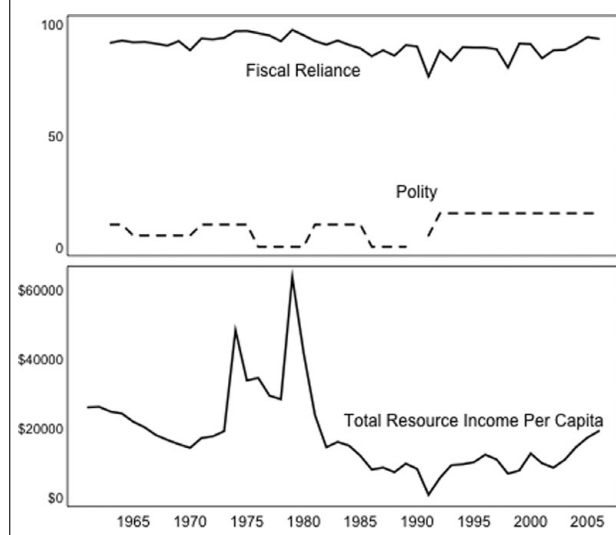 100
Fiscal Reliance
50
Polity
0
$60000
$40000
$20000
Total Resource Income Per Capita
$0
1965 1970 1975 1980 1985 1990 1995 2000 2005